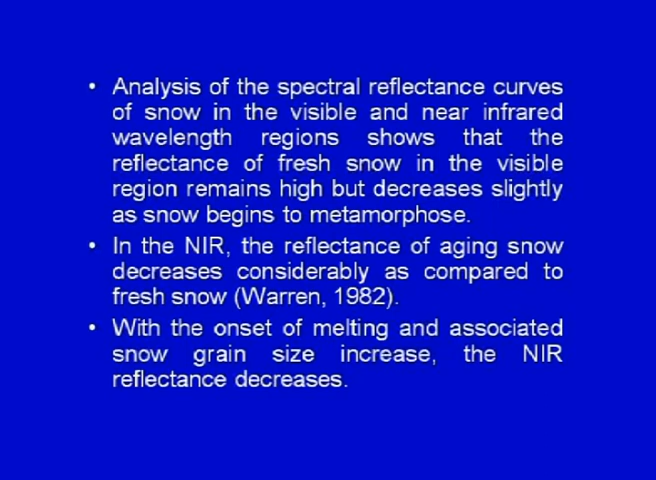 • Analysis of the spectral reflectance curves
of snow in the visible and near infrared
wavelength regions shows that the
reflectance of fresh snow in the visible
region remains high but decreases slightly
as snow begins to metamorphose.
• In the NIR, the reflectance of aging snow
decreases considerably as compared to
fresh snow (Warren, 1982).
• With the onset of melting and associated
snow grain size increase, the NIR
reflectance decreases.